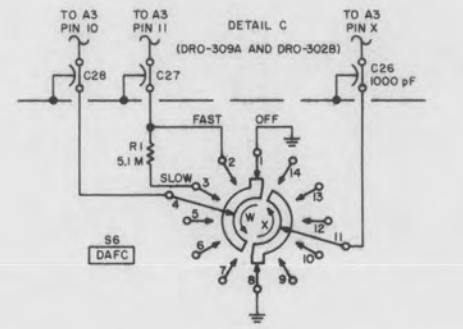 TO A3
PIN 10
TO A3
PIN 11
DETAIL C
(DRO-309A AND DRO-302B)
TO A3
PIN X
C28
C27
C26
1000 pF
FAST
OFF
R1
5.1 M
SLOW
2
1
14
3
13
4
W
X
5
12
11
S6
DAFC
6
10
7
8
9